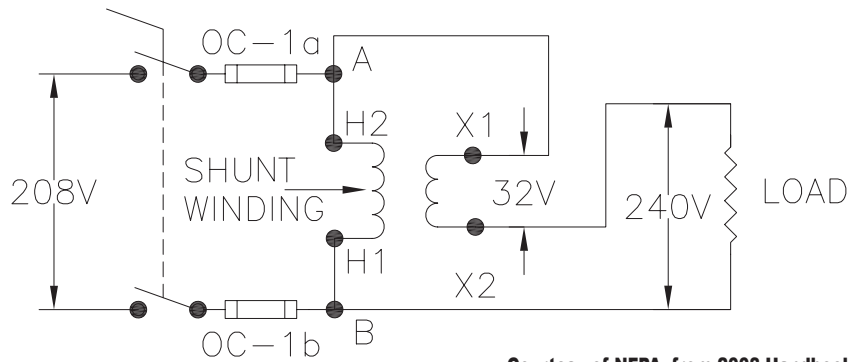 OC-1a
A
H2
X1
208V
SHUNT
WINDING
32V
240V
LOAD
H1
X2
OC-1b
B